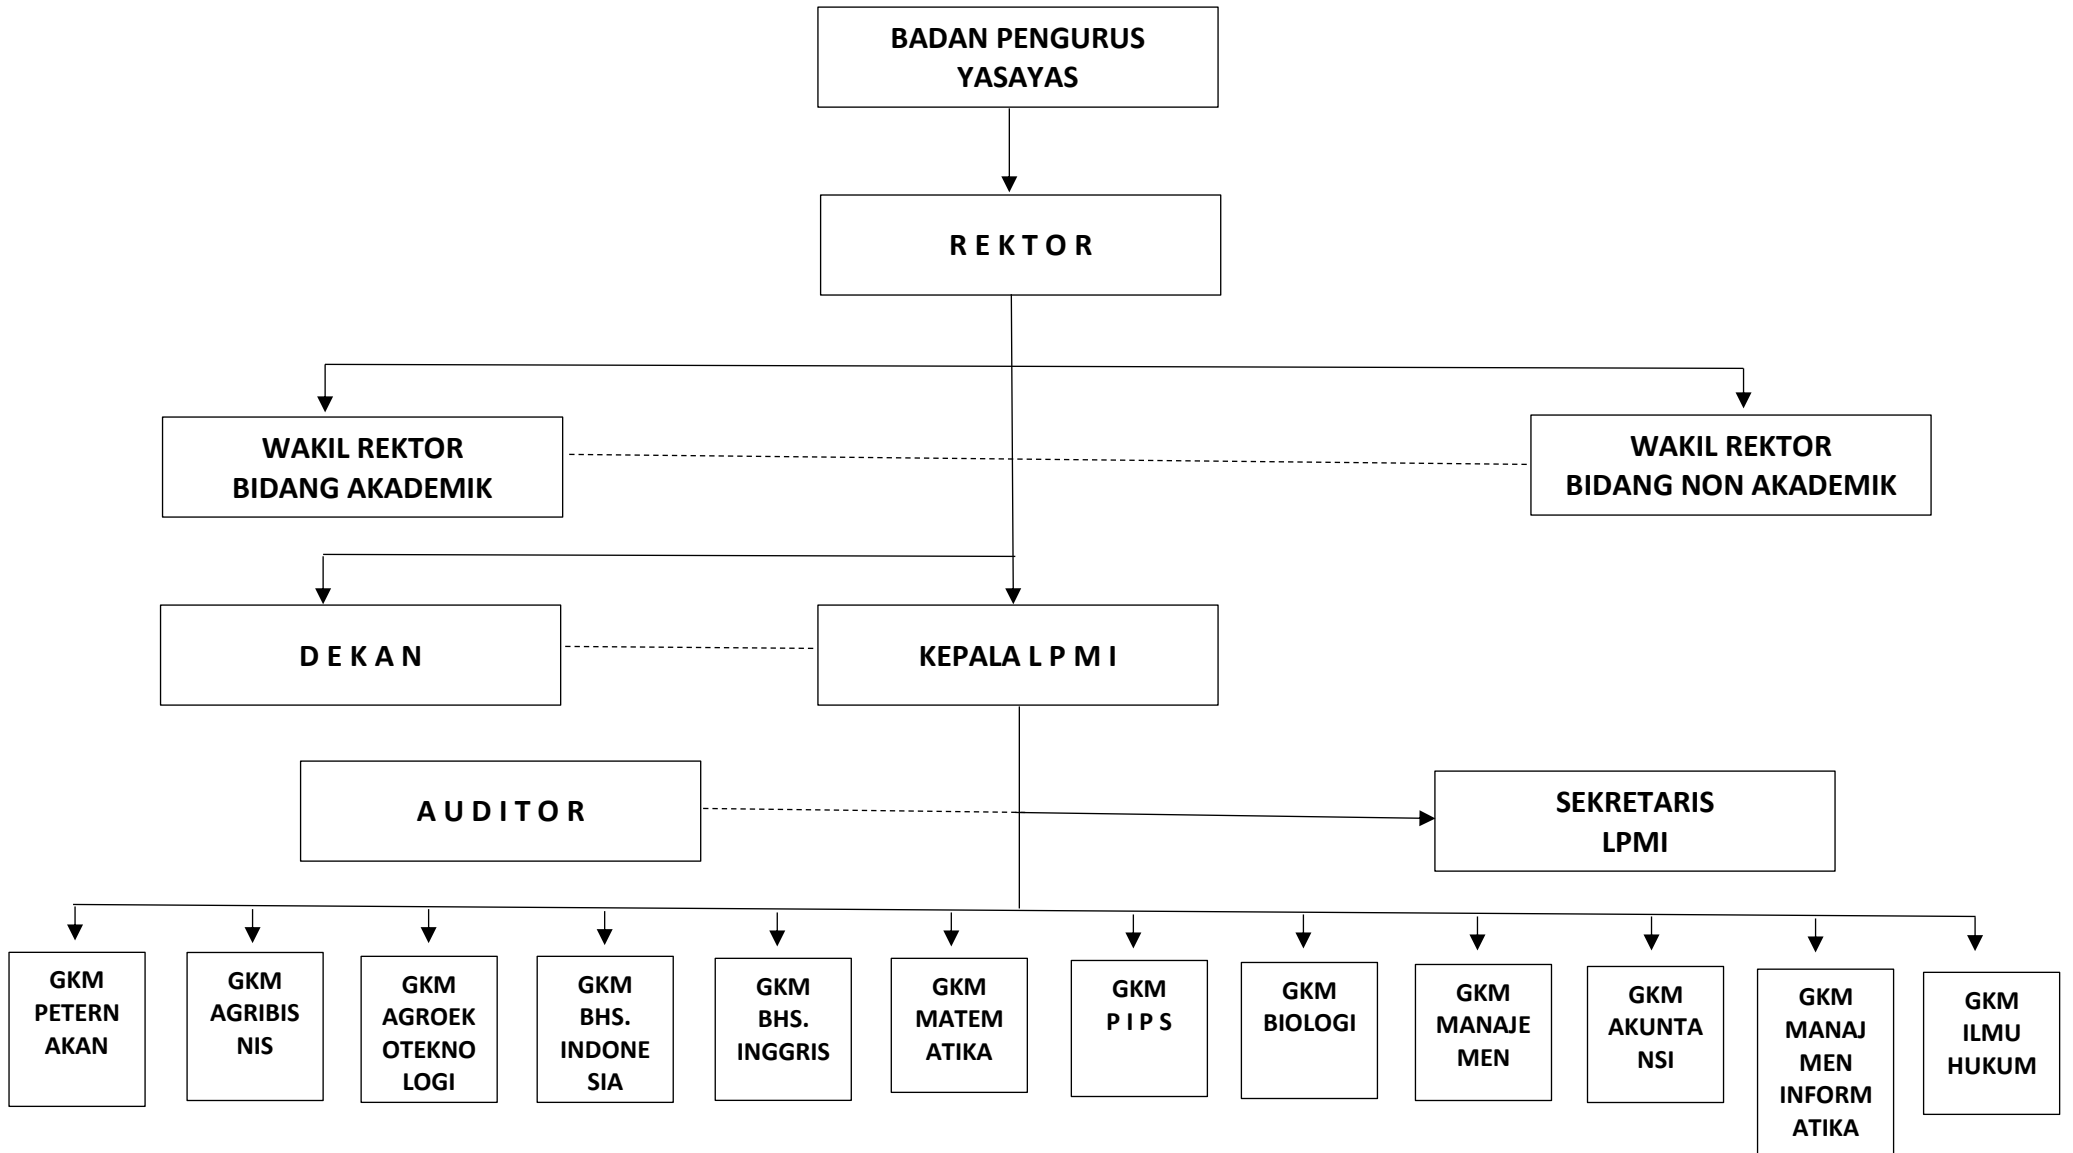 BADAN PENGURUS
YASAYAS
R E K T O R
WAKIL REKTOR
BIDANG AKADEMIK
WAKIL REKTOR
BIDANG NON AKADEMIK
D E K A N
KEPALA L P M I
A U D I T O R
SEKRETARIS
LPMI
GKM
PETERN
AKAN
GKM
AGRIBIS
NIS
GKM
AGROEK
OTEKNO
LOGI
GKM
BHS.
INDONE
SIA
GKM
BHS.
INGGRIS
GKM
MATEM
ATIKA
GKM
P I P S
GKM
BIOLOGI
GKM
MANAJE
MEN
GKM
AKUNTA
NSI
GKM
MANAJ
MEN
INFORM
ATIKA
GKM
ILMU
HUKUM